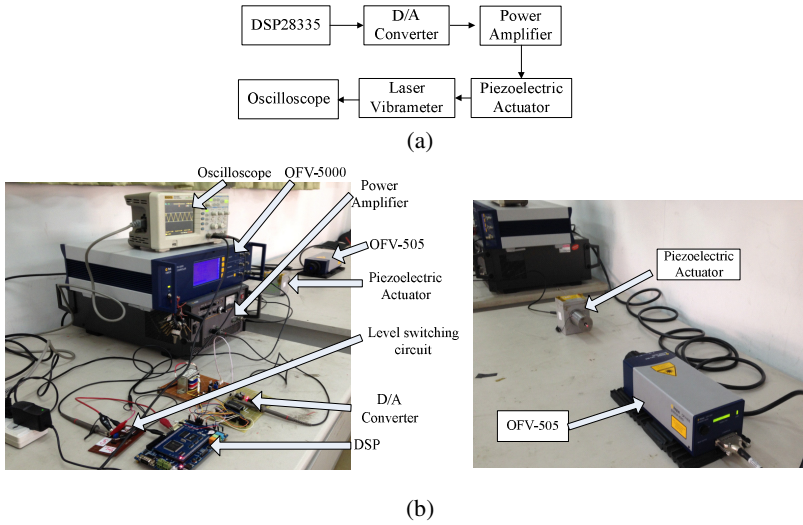 DSP28335
D/A
Converter
Power
Amplifier
Oscilloscope
Laser
Vibrameter
Piezoelectric
Actuator
(a)
Oscilloscope
OFV-5000
Power
Amplifier
OFV-505
Piezoelectric
Actuator
Level switching
circuit
D/A
Converter
DSP
Piezoelectric
Actuator
OFV-505
(b)